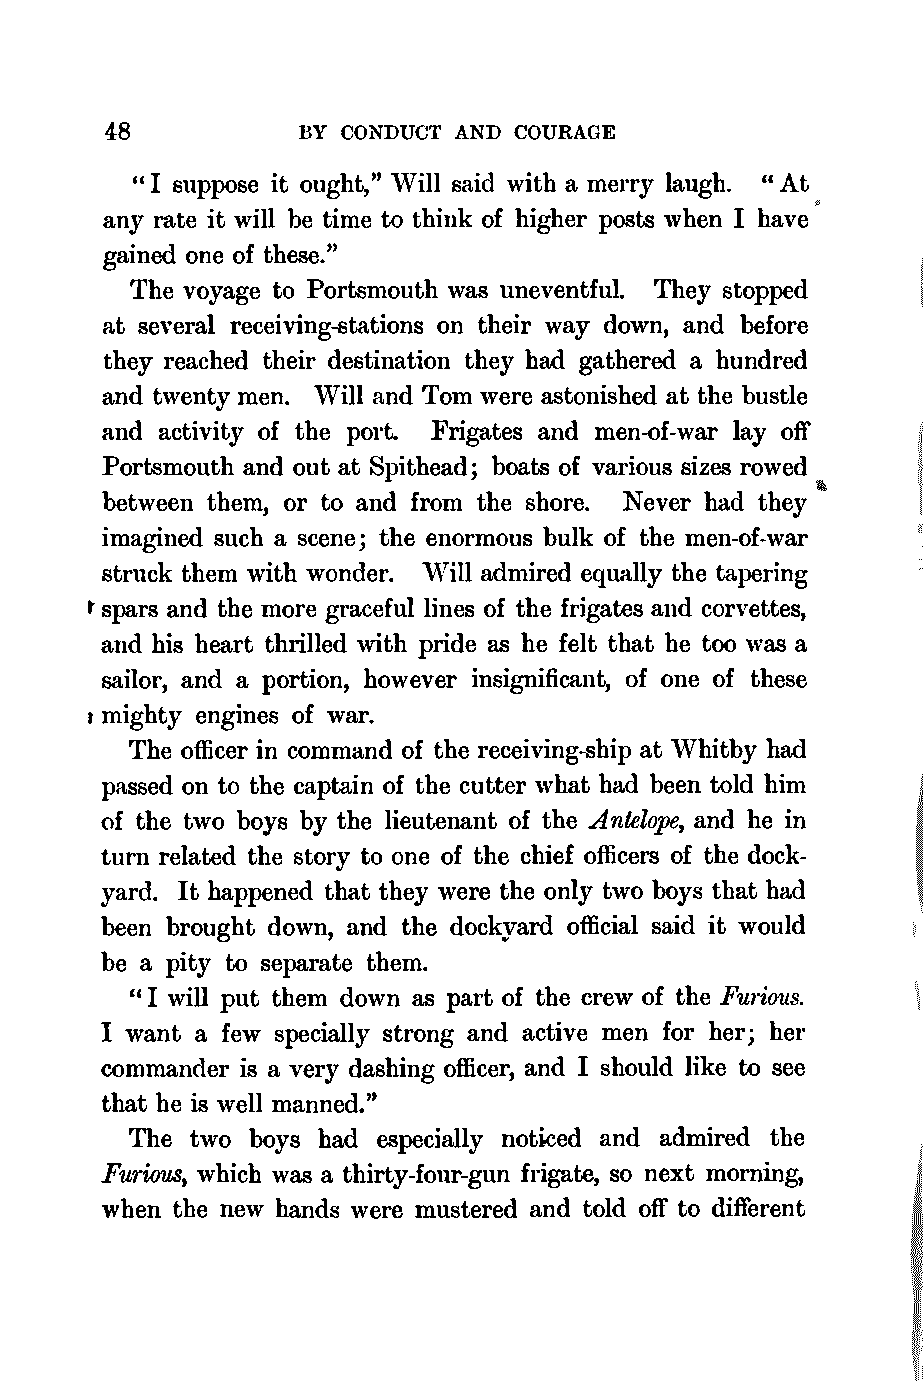 48 BY CONDUCT AND COURAGE
“I suppose it ought,” Will said with a merry laugh. “At
any rate it will be time to think of higher posts when I have
gained one of these.”
The voyage to Portsmouth was uneventful. They stopped
at several receiving-stations on their way down, and before
they reached their destination they had gathered a hundred
and twenty men. Will and Tom were astonished at the bustle
and activity of the port. Frigates and men-of-war lay off
Portsmouth and out at Spithead; boats of various sizes rowed
between them, or to and from the shore. Never had they
imagined such a scene; the enormous bulk of the men-of-war
struck them with wonder. Will admired equally the tapering
spars and the more graceful lines of the frigates and corvettes,
and his heart thrilled with pride as he felt that he too was a
sailor, and a portion, however insignificant, of one of these
mighty engines of war.
The officer in command of the receiving-ship at Whitby had
passed on to the captain of the cutter what had been told him
of the two boys by the lieutenant of the Antelope, and he in
turn related the story to one of the chief officers of the dock-
yard. It happened that they were the only two boys that had
been brought down, and the dockyard official said it would
be a pity to separate them.
“I will put them down as part of the crew of the Furious.
I want a few specially strong and active men for her; her
commander is a very dashing officer, and I should like to see
that he is well manned.”
The two boys had especially noticed and admired the
Furious, which was a thirty-four-gun frigate, so next morning,
when the new hands were mustered and told off to different